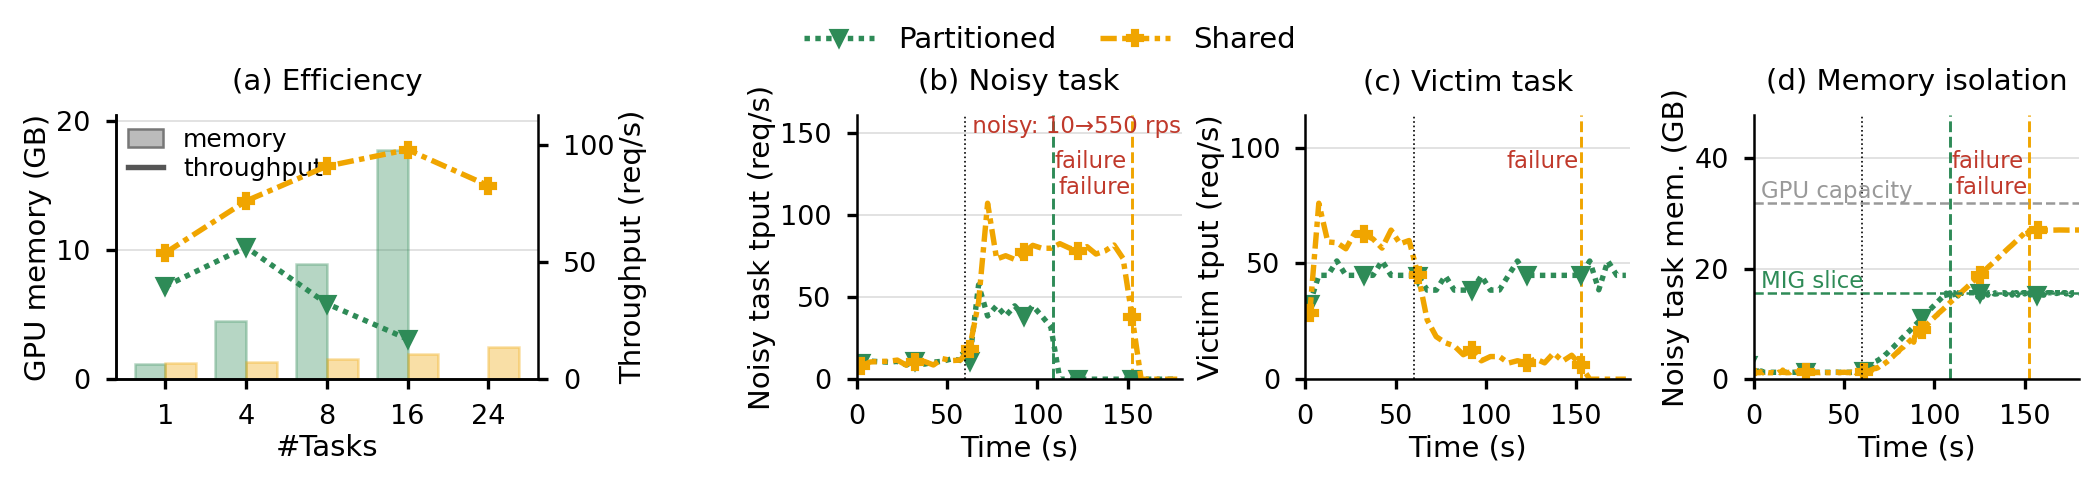 Partitioned
Shared
(a) Efficiency
GPU memory (GB)
20
10
0
memory
throughput
1
4
8
16
24
#Tasks
100
50
0
Throughput (req/s)
(b) Noisy task
Noisy task tput (req/s)
150
100
50
0
noisy: 10→550 rps
failure
failure
0
50
100
150
Time (s)
(c) Victim task
Victim tput (req/s)
100
50
0
failure
0
50
100
150
Time (s)
(d) Memory isolation
Noisy task mem. (GB)
40
20
0
failure
failure
GPU capacity
MIG slice
0
50
100
150
Time (s)